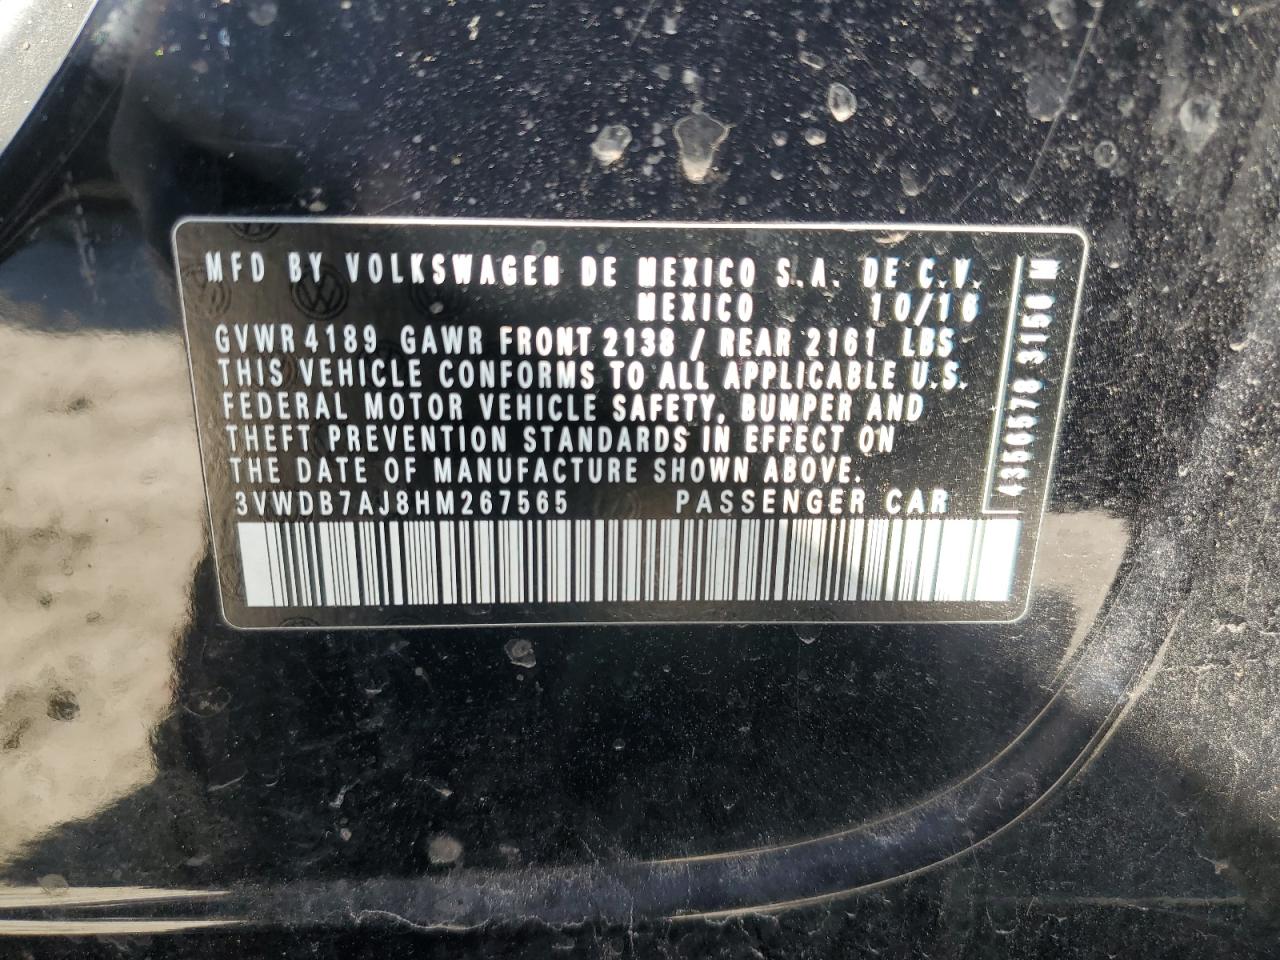 MFD BY VOLKSWAGEN DE MEXICO S.A. DE C.V.
MEXICO 10/16
GVWR 4189 GAWR FRONT 2138 / REAR 2161 LBS
THIS VEHICLE CONFORMS TO ALL APPLICABLE U.S.
FEDERAL MOTOR VEHICLE SAFETY, BUMPER AND
THEFT PREVENTION STANDARDS IN EFFECT ON
THE DATE OF MANUFACTURE SHOWN ABOVE.
3VWDB7AJ8HM267565 PASSENGER CAR
4356578 3150 M